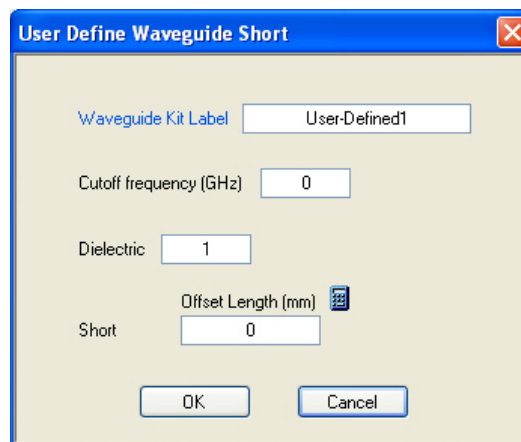 User Define Waveguide Short
Waveguide Kit Label User-Defined1
Cutoff frequency (GHz) 0
Dielectric 1
Offset Length (mm)
Short 0
OK Cancel